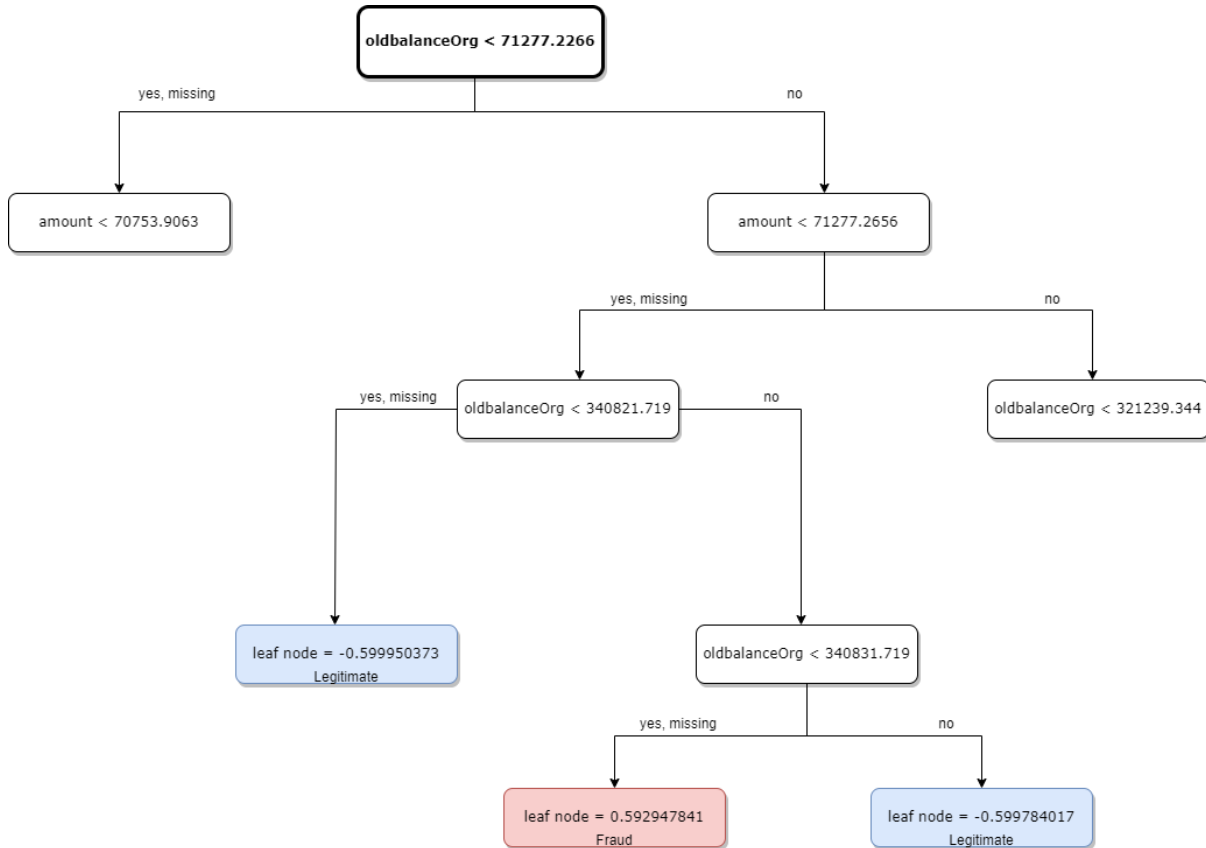 oldbalanceOrg < 71277.2266
yes, missing
no
amount < 70753.9063
amount < 71277.2656
yes, missing
no
oldbalanceOrg < 340821.719
oldbalanceOrg < 321239.344
yes, missing
no
leaf node = -0.599950373
Legitimate
oldbalanceOrg < 340831.719
yes, missing
no
leaf node = 0.592947841
Fraud
leaf node = -0.599784017
Legitimate